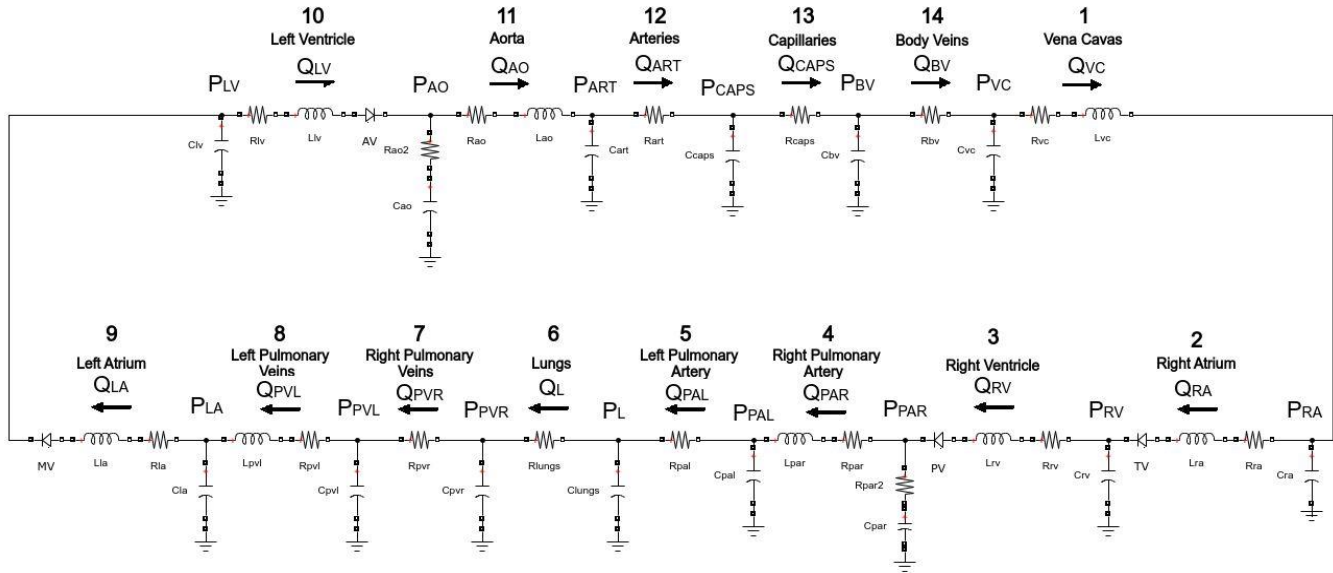 10 11 12 13 14 1
Left Ventricle Aorta Arteries Capillaries Body Veins Vena Cavas
QLV QAO QART QCAPS QBV QVC
PLV PAO PART PCAPS PBV PVC
Rlv Llv AV Rao Lao Rart Rcaps Rbv Rvc Lvc
Clv Rao2 Cart Ccaps Cbv Cvc
Cao
9 8 7 6 5 4 3 2
Left Atrium Left Pulmonary Veins Right Pulmonary Veins Lungs Left Pulmonary Artery Right Pulmonary Artery Right Ventricle Right Atrium
QLA QPVL QPVR QL QPAL QPAR QRV QRA
PLA PPVL PPVR PL PPAL PPAR PRV PRA
MV Lla Rla Lpvl Rpvl Rpvr Rlungs Rpal Lpar Rpar PV Lrv Rrv TV Lra Rra
Cla Cpvl Cpvr Clungs Cpal Rpar2 Crv Cra
Cpar